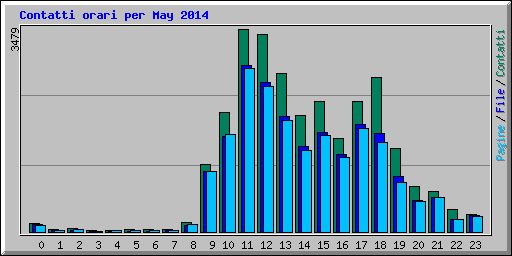 Contatti orari per May 2014
3479
Pagine/File/Contatti
0 1 2 3 4 5 6 7 8 9 10 11 12 13 14 15 16 17 18 19 20 21 22 23